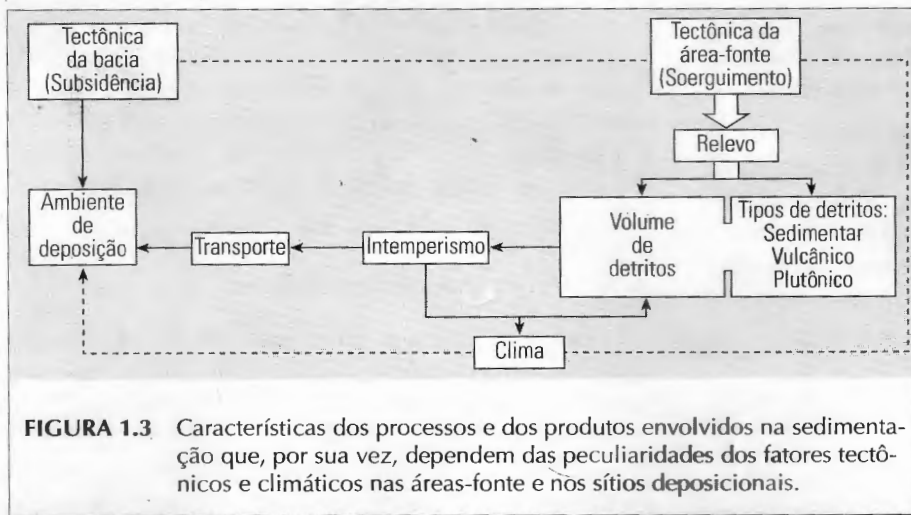 Tectônica
da bacia
(Subsidência)
Tectônica da
área-fonte
(Soerguimento)
Relevo
Ambiente
de
deposição
Transporte
Intemperismo
Volume
de
detritos
Tipos de detritos:
Sedimentar
Vulcânico
Plutônico
Clima
FIGURA 1.3 Características dos processos e dos produtos envolvidos na sedimenta-
ção que, por sua vez, dependem das peculiaridades dos fatores tectô-
nicos e climáticos nas áreas-fonte e nos sítios deposicionais.